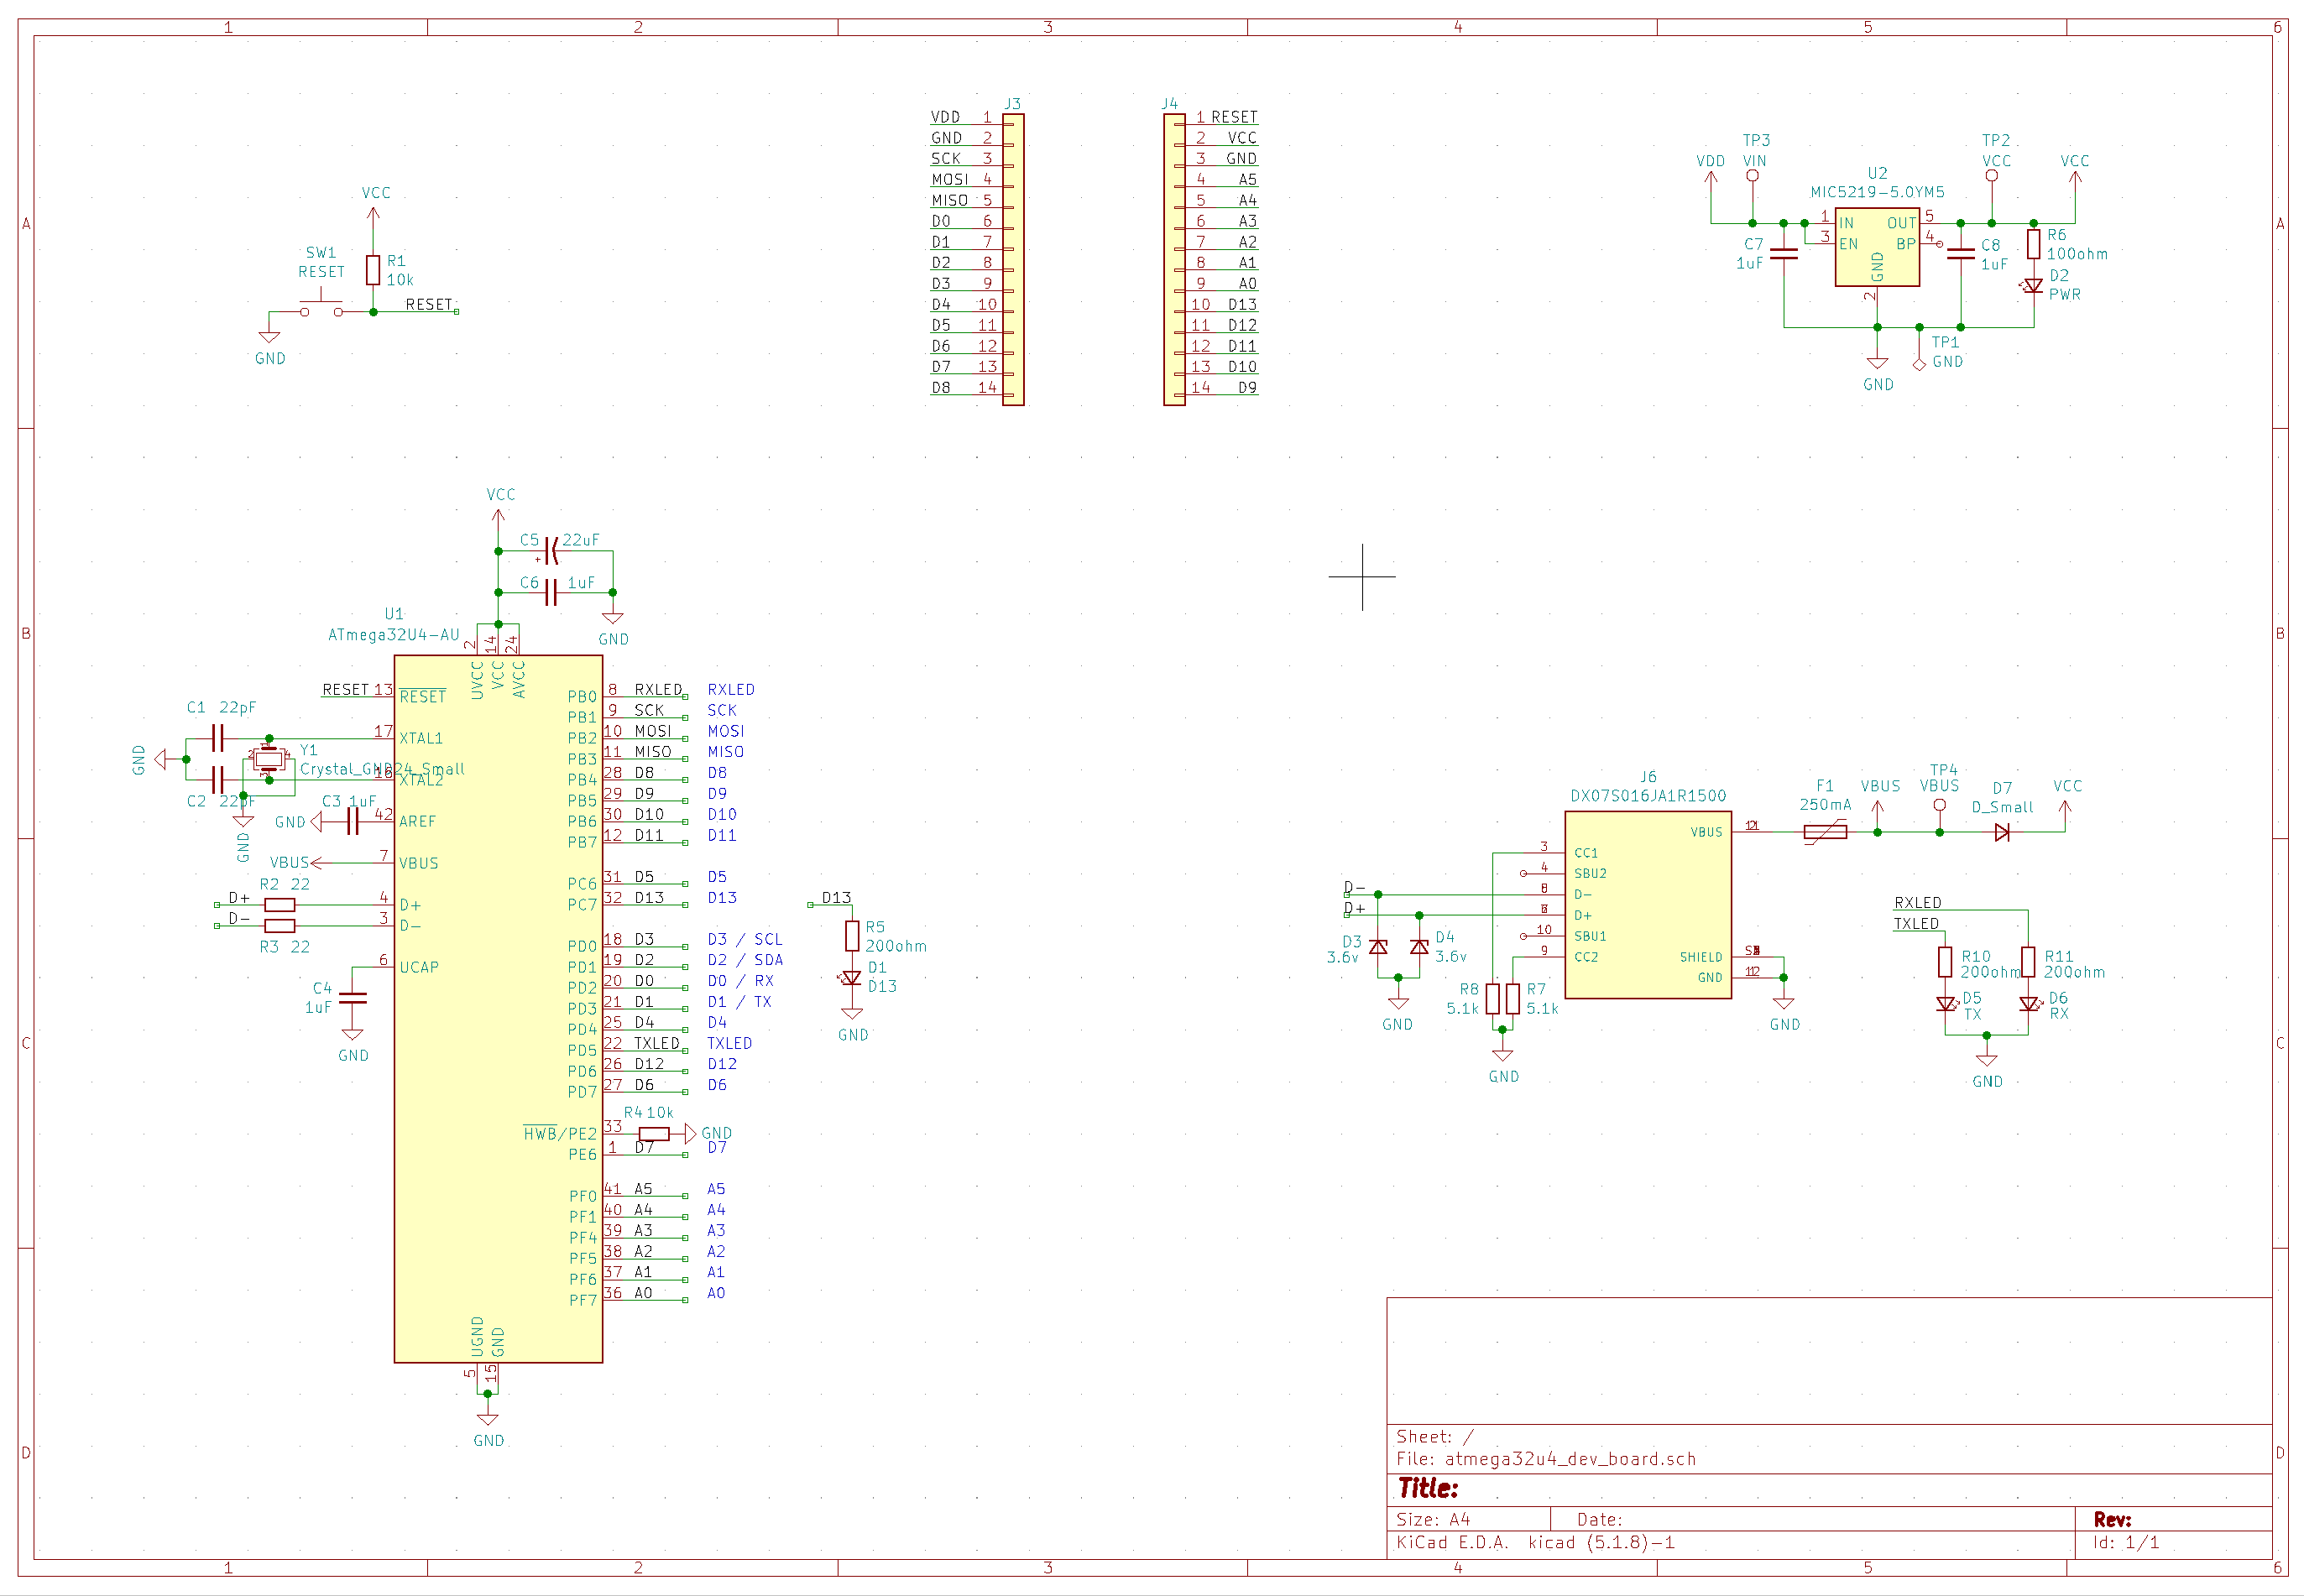 1 2 3 4 5 6
A
B
C
D
A
B
C
D
1 2 3 4 5 6
VCC
SW1
RESET
R1
10k
RESET
GND
J3
VDD 1
GND 2
SCK 3
MOSI 4
MISO 5
D0 6
D1 7
D2 8
D3 9
D4 10
D5 11
D6 12
D7 13
D8 14
J4
1 RESET
2 VCC
3 GND
4 A5
5 A4
6 A3
7 A2
8 A1
9 A0
10 D13
11 D12
12 D11
13 D10
14 D9
TP3 TP2
VDD VIN VCC VCC
U2
MIC5219-5.0YM5
1 IN OUT 5
3 EN BP 4
GND
2
C7
1uF
C8
1uF
R6
100ohm
D2
PWR
TP1
GND
GND
VCC
C5 22uF
+
C6 1uF
GND
U1
ATmega32U4-AU
2 14 24
UVCC VCC AVCC
RESET 13 RESET
C1 22pF
17 XTAL1
GND
Y1
1 2 3 4
Crystal_GND24_Small
16 XTAL2
C2 22pF
GND
C3 1uF
GND 42 AREF
VBUS 7 VBUS
R2 22
D+ 4 D+
D- 3 D-
R3 22
6 UCAP
C4
1uF
GND
PB0 8 RXLED RXLED
PB1 9 SCK SCK
PB2 10 MOSI MOSI
PB3 11 MISO MISO
PB4 28 D8 D8
PB5 29 D9 D9
PB6 30 D10 D10
PB7 12 D11 D11
PC6 31 D5 D5
PC7 32 D13 D13
PD0 18 D3 D3 / SCL
PD1 19 D2 D2 / SDA
PD2 20 D0 D0 / RX
PD3 21 D1 D1 / TX
PD4 25 D4 D4
PD5 22 TXLED TXLED
PD6 26 D12 D12
PD7 27 D6 D6
R4 10k
HWB/PE2 33 GND
PE6 1 D7 D7
PF0 41 A5 A5
PF1 40 A4 A4
PF4 39 A3 A3
PF5 38 A2 A2
PF6 37 A1 A1
PF7 36 A0 A0
UGND GND
5 15
GND
D13
R5
200ohm
D1
D13
GND
J6
DX07S016JA1R1500
VBUS
3 CC1
4 SBU2
D- D-
D+ D+
10 SBU1
9 CC2
SHIELD
GND
GND
D3
3.6v
D4
3.6v
GND
R8
5.1k
R7
5.1k
GND
F1
250mA
VBUS
TP4
VBUS
D7
D_Small
VCC
RXLED
TXLED
R10
200ohm
R11
200ohm
D5
TX
D6
RX
GND
Sheet: /
File: atmega32u4_dev_board.sch
Title:
Size: A4 Date: Rev:
KiCad E.D.A. kicad (5.1.8)-1 Id: 1/1